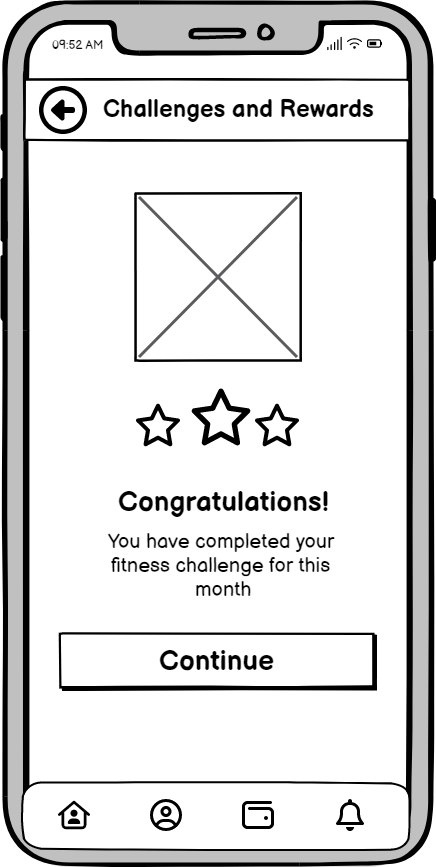 09:52 AM
Challenges and Rewards
Congratulations!
You have completed your
fitness challenge for this
month
Continue